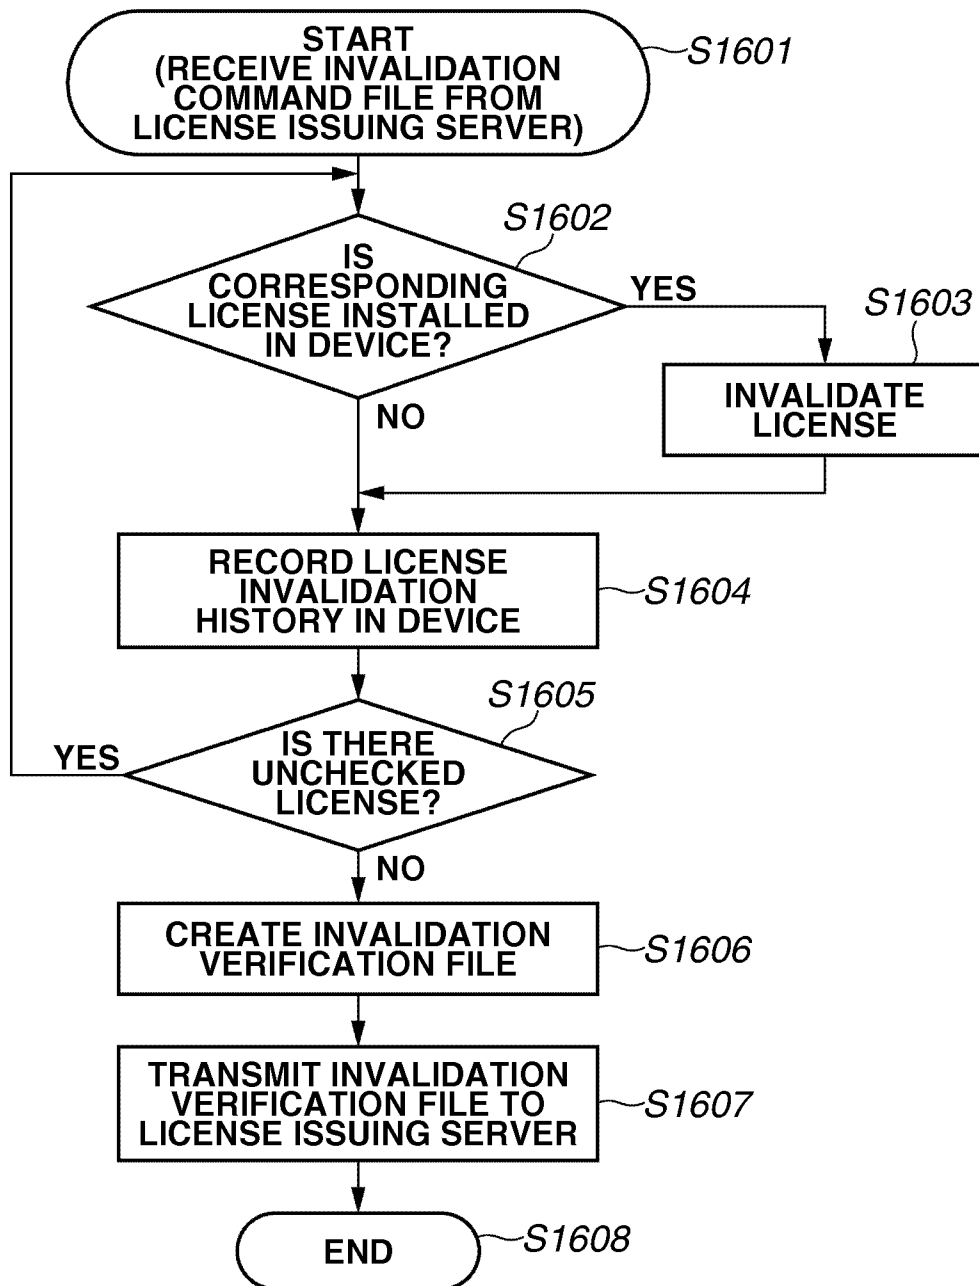 START
(RECEIVE INVALIDATION
COMMAND FILE FROM
LICENSE ISSUING SERVER)
S1601
S1602
IS
CORRESPONDING
LICENSE INSTALLED
IN DEVICE?
YES
S1603
INVALIDATE
LICENSE
NO
RECORD LICENSE
INVALIDATION
HISTORY IN DEVICE
S1604
S1605
YES
IS THERE
UNCHECKED
LICENSE?
NO
CREATE INVALIDATION
VERIFICATION FILE
S1606
TRANSMIT INVALIDATION
VERIFICATION FILE TO
LICENSE ISSUING SERVER
S1607
END
S1608